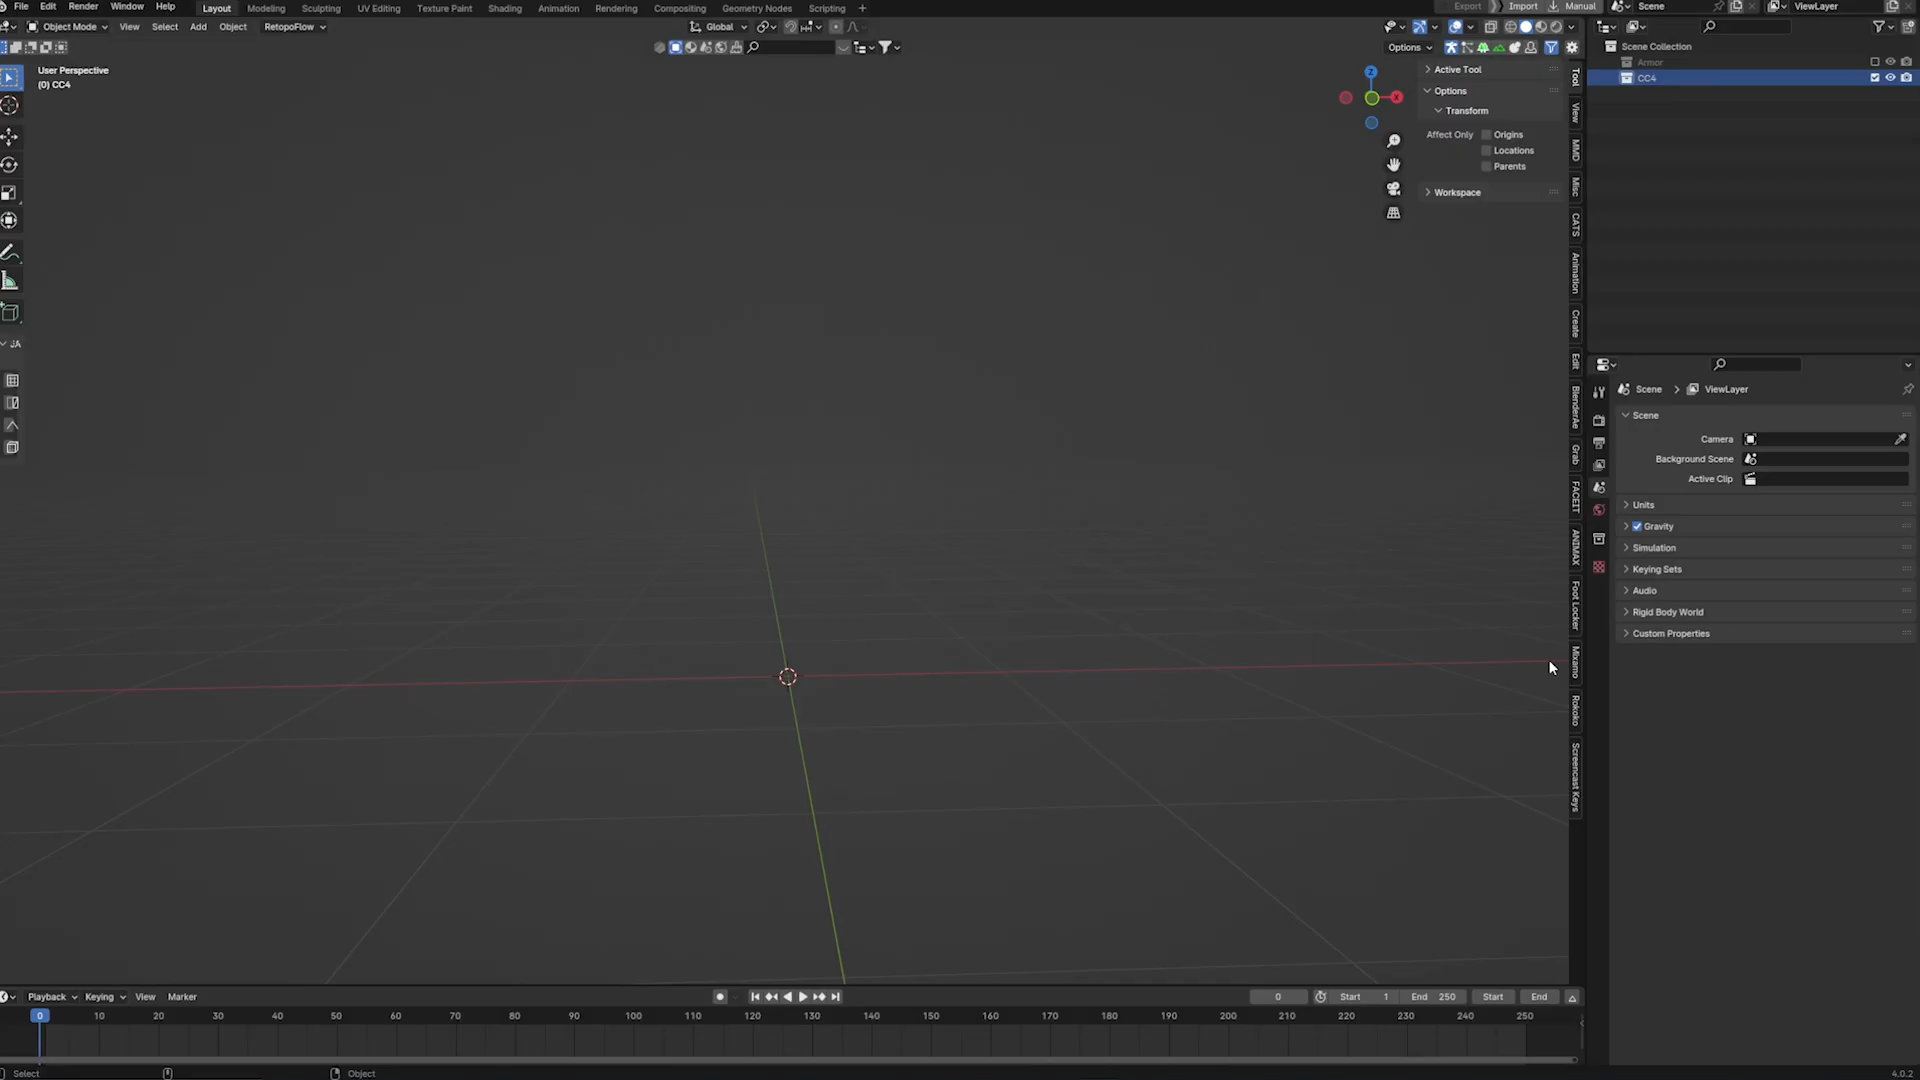 File Edit Render Window Help Layout Modeling Sculpting UV Editing Texture Paint Shading Animation Rendering Compositing Geometry Nodes Scripting + Export Import Manual Scene ViewLayer
Object Mode View Select Add Object RetopoFlow Global
Options
User Perspective
(0) CC4
Active Tool
Options
Transform
Affect Only Origins
Locations
Parents
Workspace
Z
X
JA
Tool
View
MMD
Misc
CATS
Animation
Create
Edit
BlenderAe
Grab
FACEIT
ANIMAX
Foot Locker
Mixamo
Rokoko
Screencast Keys
Scene Collection
Armor
CC4
Scene > ViewLayer
Scene
Camera
Background Scene
Active Clip
Units
Gravity
Simulation
Keying Sets
Audio
Rigid Body World
Custom Properties
Playback Keying View Marker 0 Start 1 End 250 Start End
0 10 20 30 40 50 60 70 80 90 100 110 120 130 140 150 160 170 180 190 200 210 220 230 240 250
Select Object 4.0.2